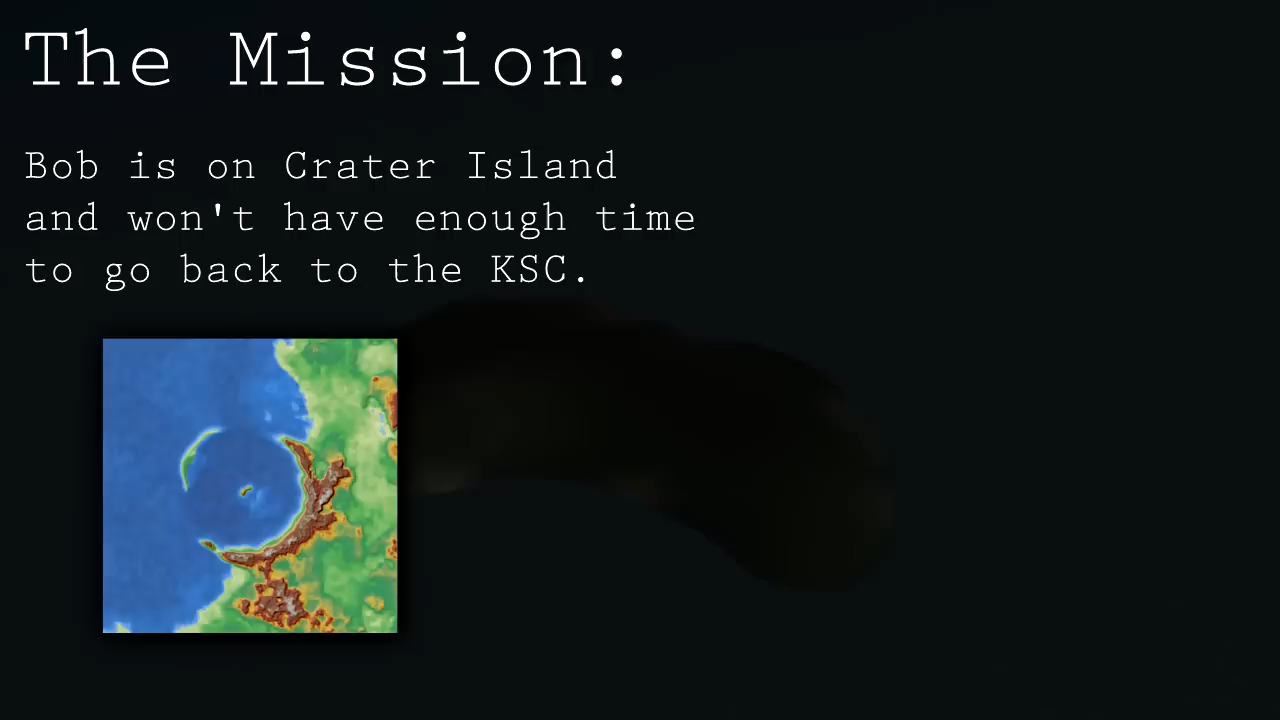 The Mission:
Bob is on Crater Island
and won't have enough time
to go back to the KSC.